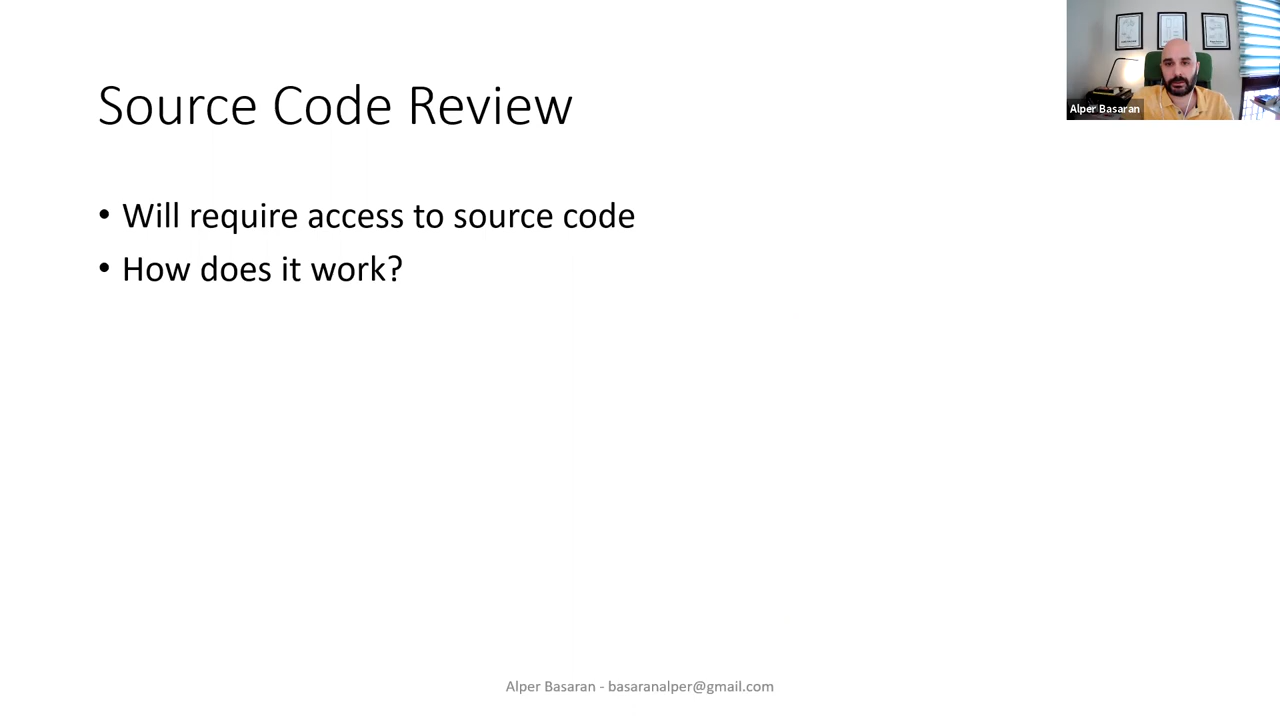 Alper Basaran
Source Code Review
• Will require access to source code
• How does it work?
Alper Basaran - basaranalper@gmail.com